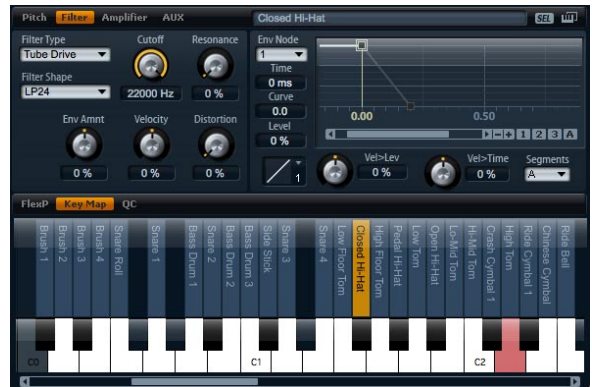 Pitch Filter Amplifier AUX
Closed Hi-Hat
SEL
Filter Type
Tube Drive
Filter Shape
LP24
Cutoff
22000 Hz
Resonance
0 %
Env Amnt
0 %
Velocity
0 %
Distortion
0 %
Env Node
1
Time
0 ms
Curve
0.0
Level
0 %
1
0.00
0.50
1 2 3 A
Vel>Lev
0 %
Vel>Time
0 %
Segments
A
FlexP Key Map QC
Brush 1
Brush 2
Brush 3
Brush 4
Snare Roll
Snare 1
Bass Drum 1
Snare 2
Bass Drum 2
Bass Drum 3
Side Stick
Snare 3
Snare 4
Low Floor Tom
Closed Hi-Hat
High Floor Tom
Pedal Hi-Hat
Low Tom
Open Hi-Hat
Lo-Mid Tom
Hi-Mid Tom
Crash Cymbal 1
High Tom
Ride Cymbal 1
Chinese Cymbal
Ride Bell
C0
C1
C2